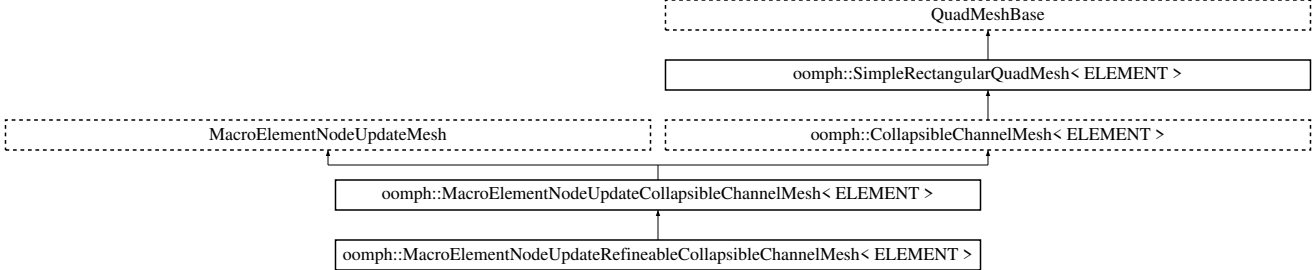 QuadMeshBase
oomph::SimpleRectangularQuadMesh< ELEMENT >
MacroElementNodeUpdateMesh
oomph::CollapsibleChannelMesh< ELEMENT >
oomph::MacroElementNodeUpdateCollapsibleChannelMesh< ELEMENT >
oomph::MacroElementNodeUpdateRefineableCollapsibleChannelMesh< ELEMENT >